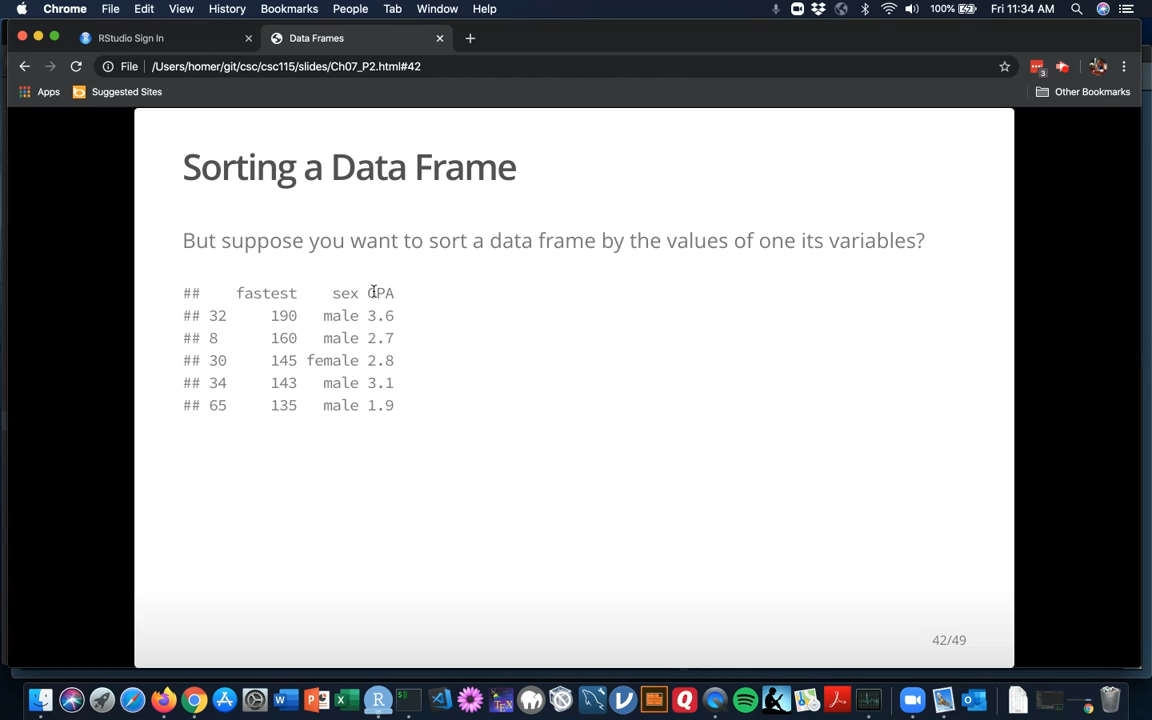 Chrome File Edit View History Bookmarks People Tab Window Help 100% Fri 11:34 AM
RStudio Sign In Data Frames
File /Users/homer/git/csc/csc115/slides/Ch07_P2.html#42
Apps Suggested Sites Other Bookmarks
Sorting a Data Frame
But suppose you want to sort a data frame by the values of one its variables?
## fastest sex GPA
## 32 190 male 3.6
## 8 160 male 2.7
## 30 145 female 2.8
## 34 143 male 3.1
## 65 135 male 1.9
42/49